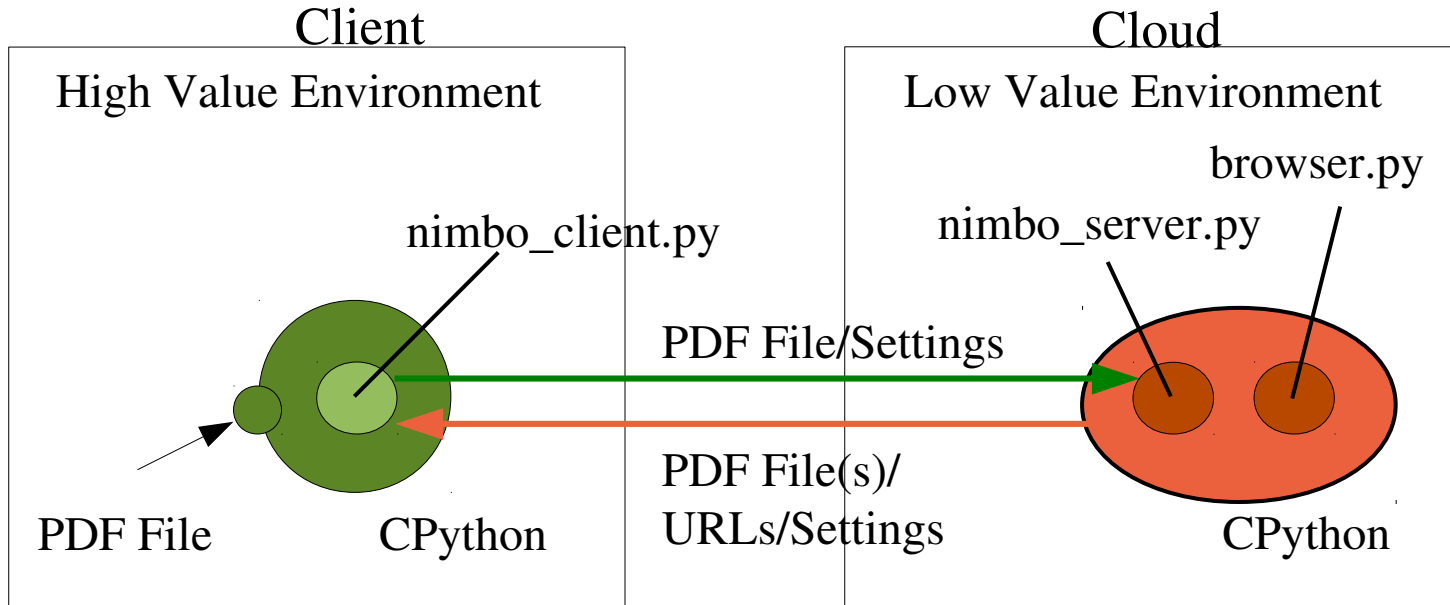 Client
High Value Environment
nimbo_client.py
PDF File
CPython
PDF File/Settings
PDF File(s)/
URLs/Settings
Cloud
Low Value Environment
browser.py
nimbo_server.py
CPython